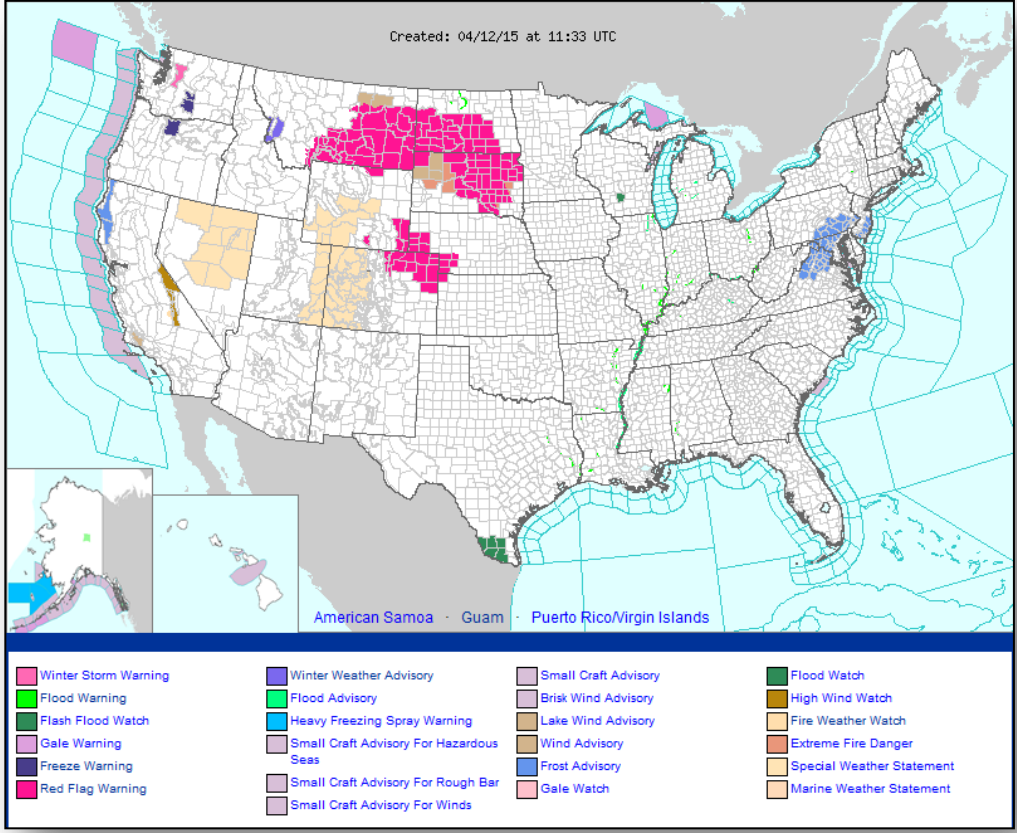 Created: 04/12/15 at 11:33 UTC
American Samoa · Guam · Puerto Rico/Virgin Islands
Winter Storm Warning
Flood Warning
Flash Flood Watch
Gale Warning
Freeze Warning
Red Flag Warning
Winter Weather Advisory
Flood Advisory
Heavy Freezing Spray Warning
Small Craft Advisory For Hazardous
Seas
Small Craft Advisory For Rough Bar
Small Craft Advisory For Winds
Small Craft Advisory
Brisk Wind Advisory
Lake Wind Advisory
Wind Advisory
Frost Advisory
Gale Watch
Flood Watch
High Wind Watch
Fire Weather Watch
Extreme Fire Danger
Special Weather Statement
Marine Weather Statement